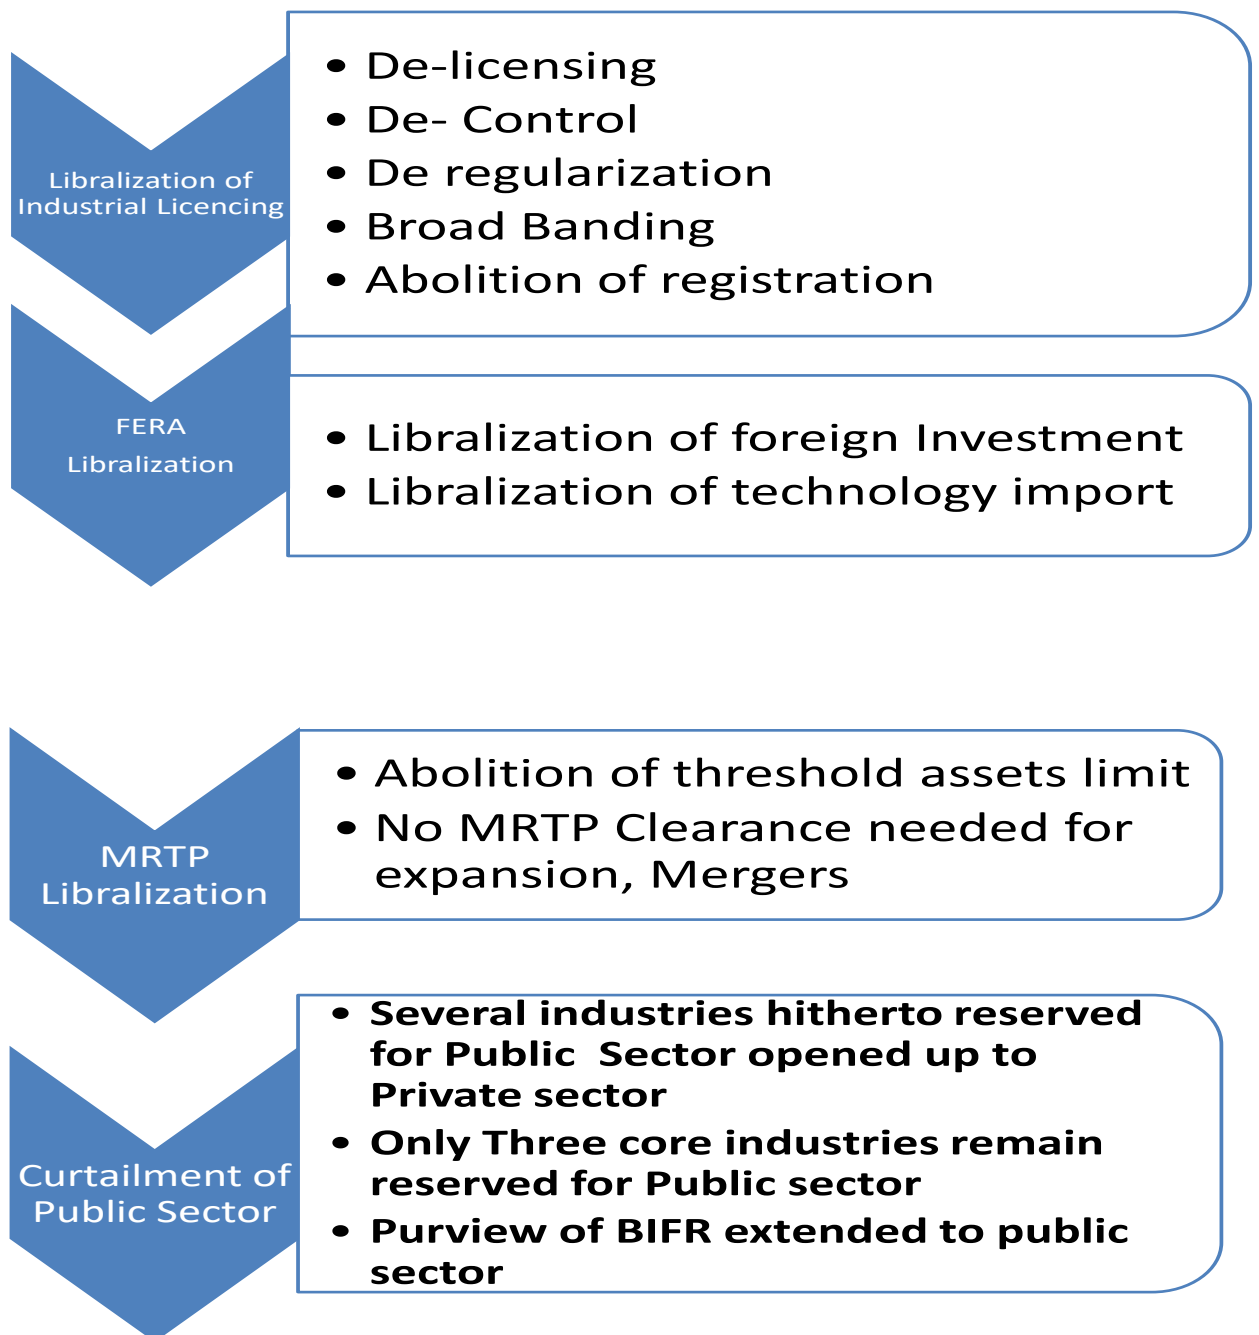 Libralization of
Industrial Licencing
• De-licensing
• De- Control
• De regularization
• Broad Banding
• Abolition of registration
FERA
Libralization
• Libralization of foreign Investment
• Libralization of technology import
MRTP
Libralization
• Abolition of threshold assets limit
• No MRTP Clearance needed for
expansion, Mergers
Curtailment of
Public Sector
• Several industries hitherto reserved
for Public  Sector opened up to
Private sector
• Only Three core industries remain
reserved for Public sector
• Purview of BIFR extended to public
sector